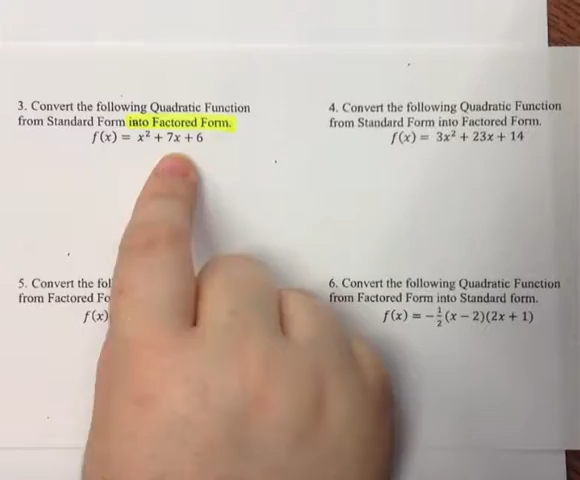 3. Convert the following Quadratic Function
from Standard Form into Factored Form.
f(x) = x² + 7x + 6
4. Convert the following Quadratic Function
from Standard Form into Factored Form.
f(x) = 3x² + 23x + 14
5. Convert the
from Factored
f(x)
6. Convert the following Quadratic Function
from Factored Form into Standard form.
f(x) = −½(x − 2)(2x + 1)